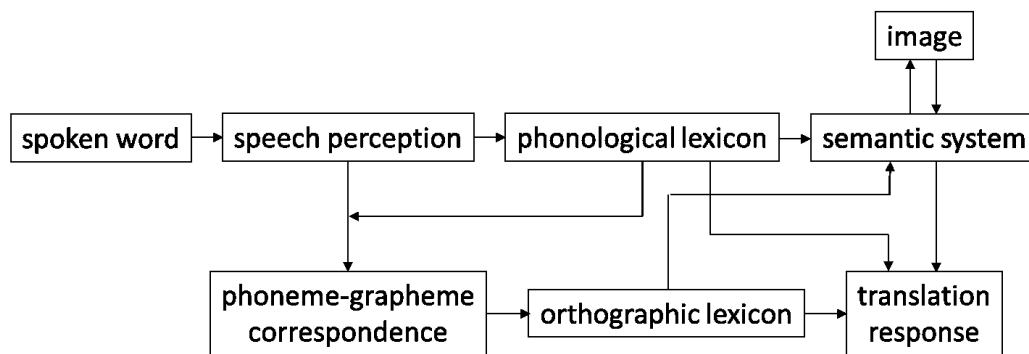 image
spoken word
speech perception
phonological lexicon
semantic system
phoneme-grapheme
correspondence
orthographic lexicon
translation
response